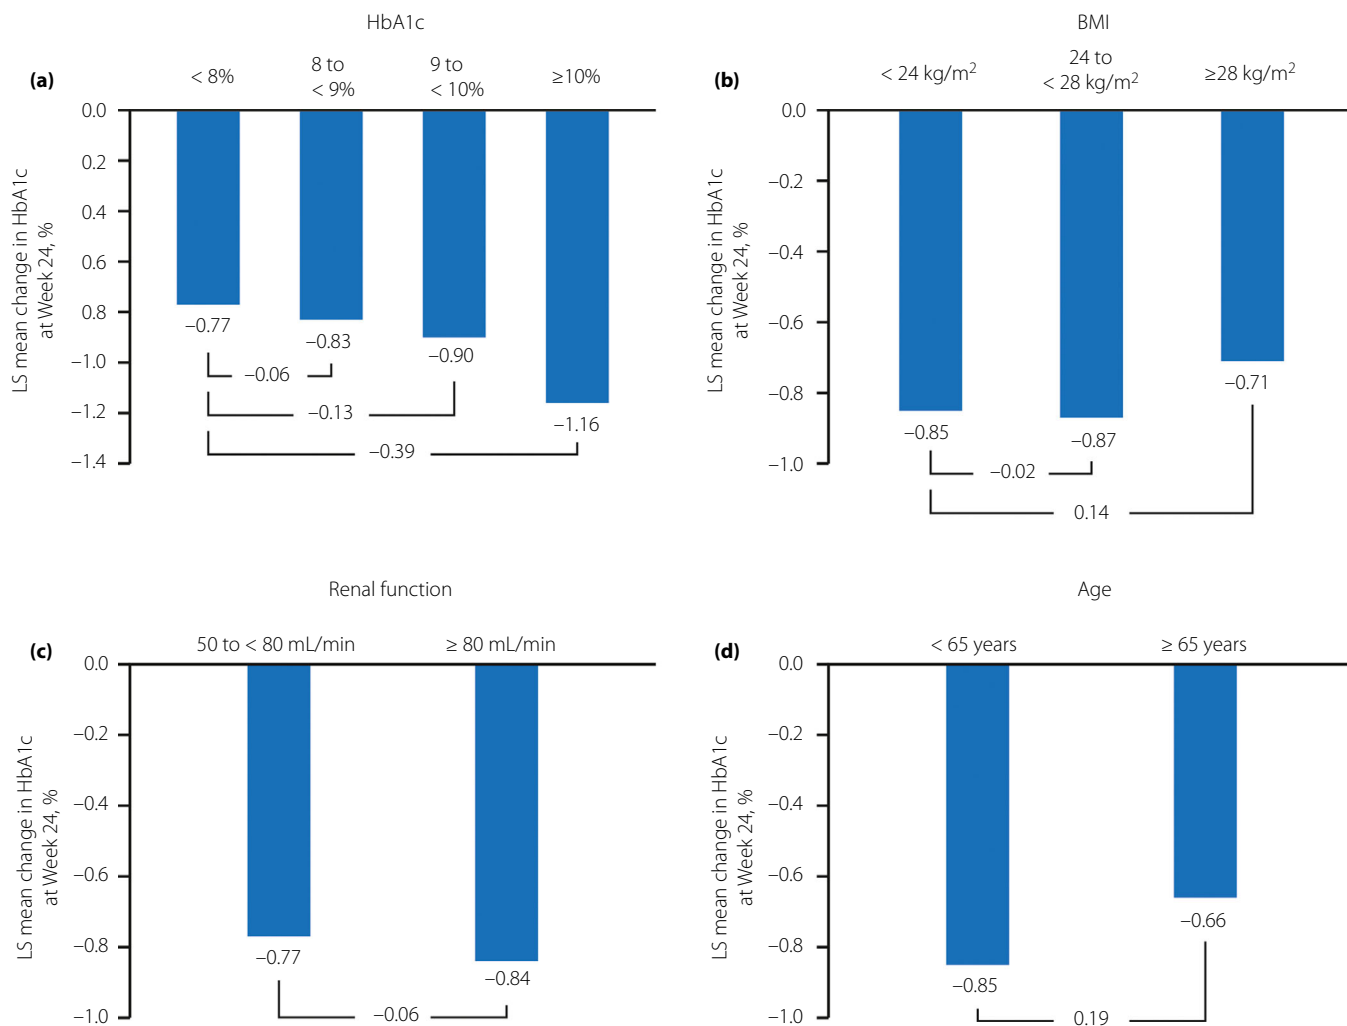 HbA1c
(a)
< 8%
8 to
< 9%
9 to
< 10%
≥10%
LS mean change in HbA1c
at Week 24, %
0.0
0.2
0.4
0.6
0.8
−1.0
−1.2
−1.4
−0.77
−0.83
−0.90
−1.16
−0.06
−0.13
−0.39
BMI
(b)
< 24 kg/m²
24 to
< 28 kg/m²
≥28 kg/m²
LS mean change in HbA1c
at Week 24, %
0.0
−0.2
−0.4
−0.6
−0.8
−1.0
−0.85
−0.87
−0.71
−0.02
0.14
Renal function
(c)
50 to < 80 mL/min
≥ 80 mL/min
LS mean change in HbA1c
at Week 24, %
0.0
−0.2
−0.4
−0.6
−0.8
−1.0
−0.77
−0.84
−0.06
Age
(d)
< 65 years
≥ 65 years
LS mean change in HbA1c
at Week 24, %
0.0
−0.2
−0.4
−0.6
−0.8
−1.0
−0.85
−0.66
0.19